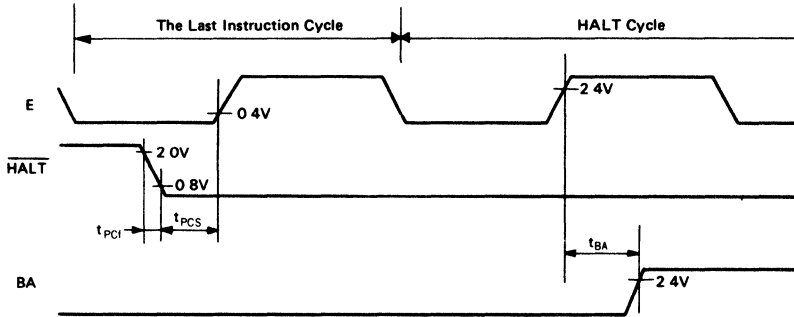 The Last Instruction Cycle
HALT Cycle
E
0 4V
2 4V
HALT
2 0V
0 8V
tPCf
tPCS
tBA
BA
2 4V